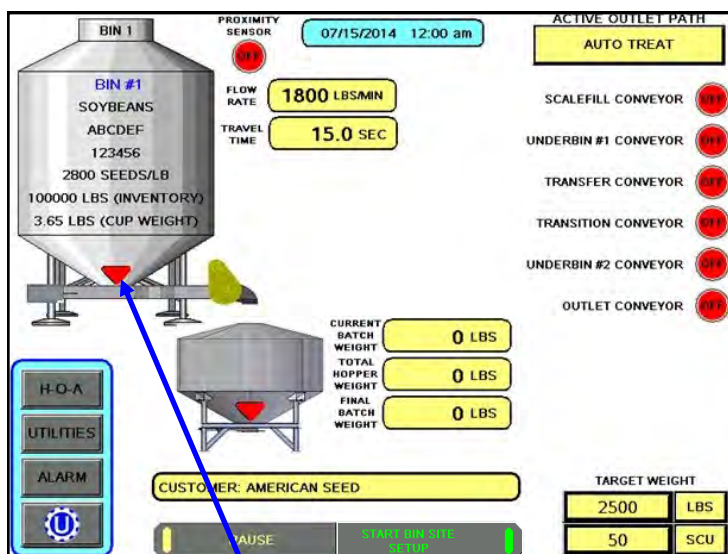 BIN 1
PROXIMITY
SENSOR
OFF
07/15/2014 12:00 am
ACTIVE OUTLET PATH
AUTO TREAT
BIN #1
SOYBEANS
ABCDEF
123456
2800 SEEDS/LB
100000 LBS (INVENTORY)
3.65 LBS (CUP WEIGHT)
FLOW
RATE
1800 LBS/MIN
TRAVEL
TIME
15.0 SEC
SCALEFILL CONVEYOR OFF
UNDERBIN #1 CONVEYOR OFF
TRANSFER CONVEYOR OFF
TRANSITION CONVEYOR OFF
UNDERBIN #2 CONVEYOR OFF
OUTLET CONVEYOR OFF
CURRENT
BATCH
WEIGHT
0 LBS
TOTAL
HOPPER
WEIGHT
0 LBS
FINAL
BATCH
WEIGHT
0 LBS
H-O-A
UTILITIES
ALARM
U
CUSTOMER: AMERICAN SEED
PAUSE
START BIN SITE
SETUP
TARGET WEIGHT
2500 LBS
50 SCU